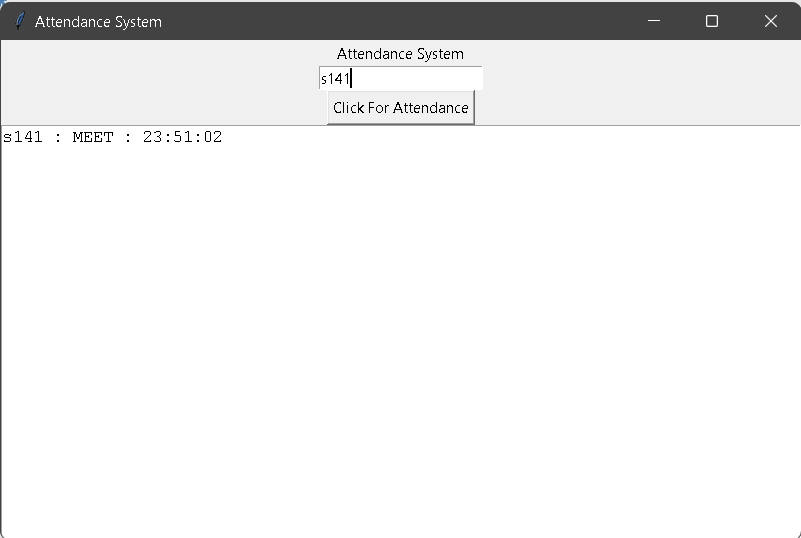 Attendance System
Attendance System
s141
Click For Attendance
s141 : MEET : 23:51:02